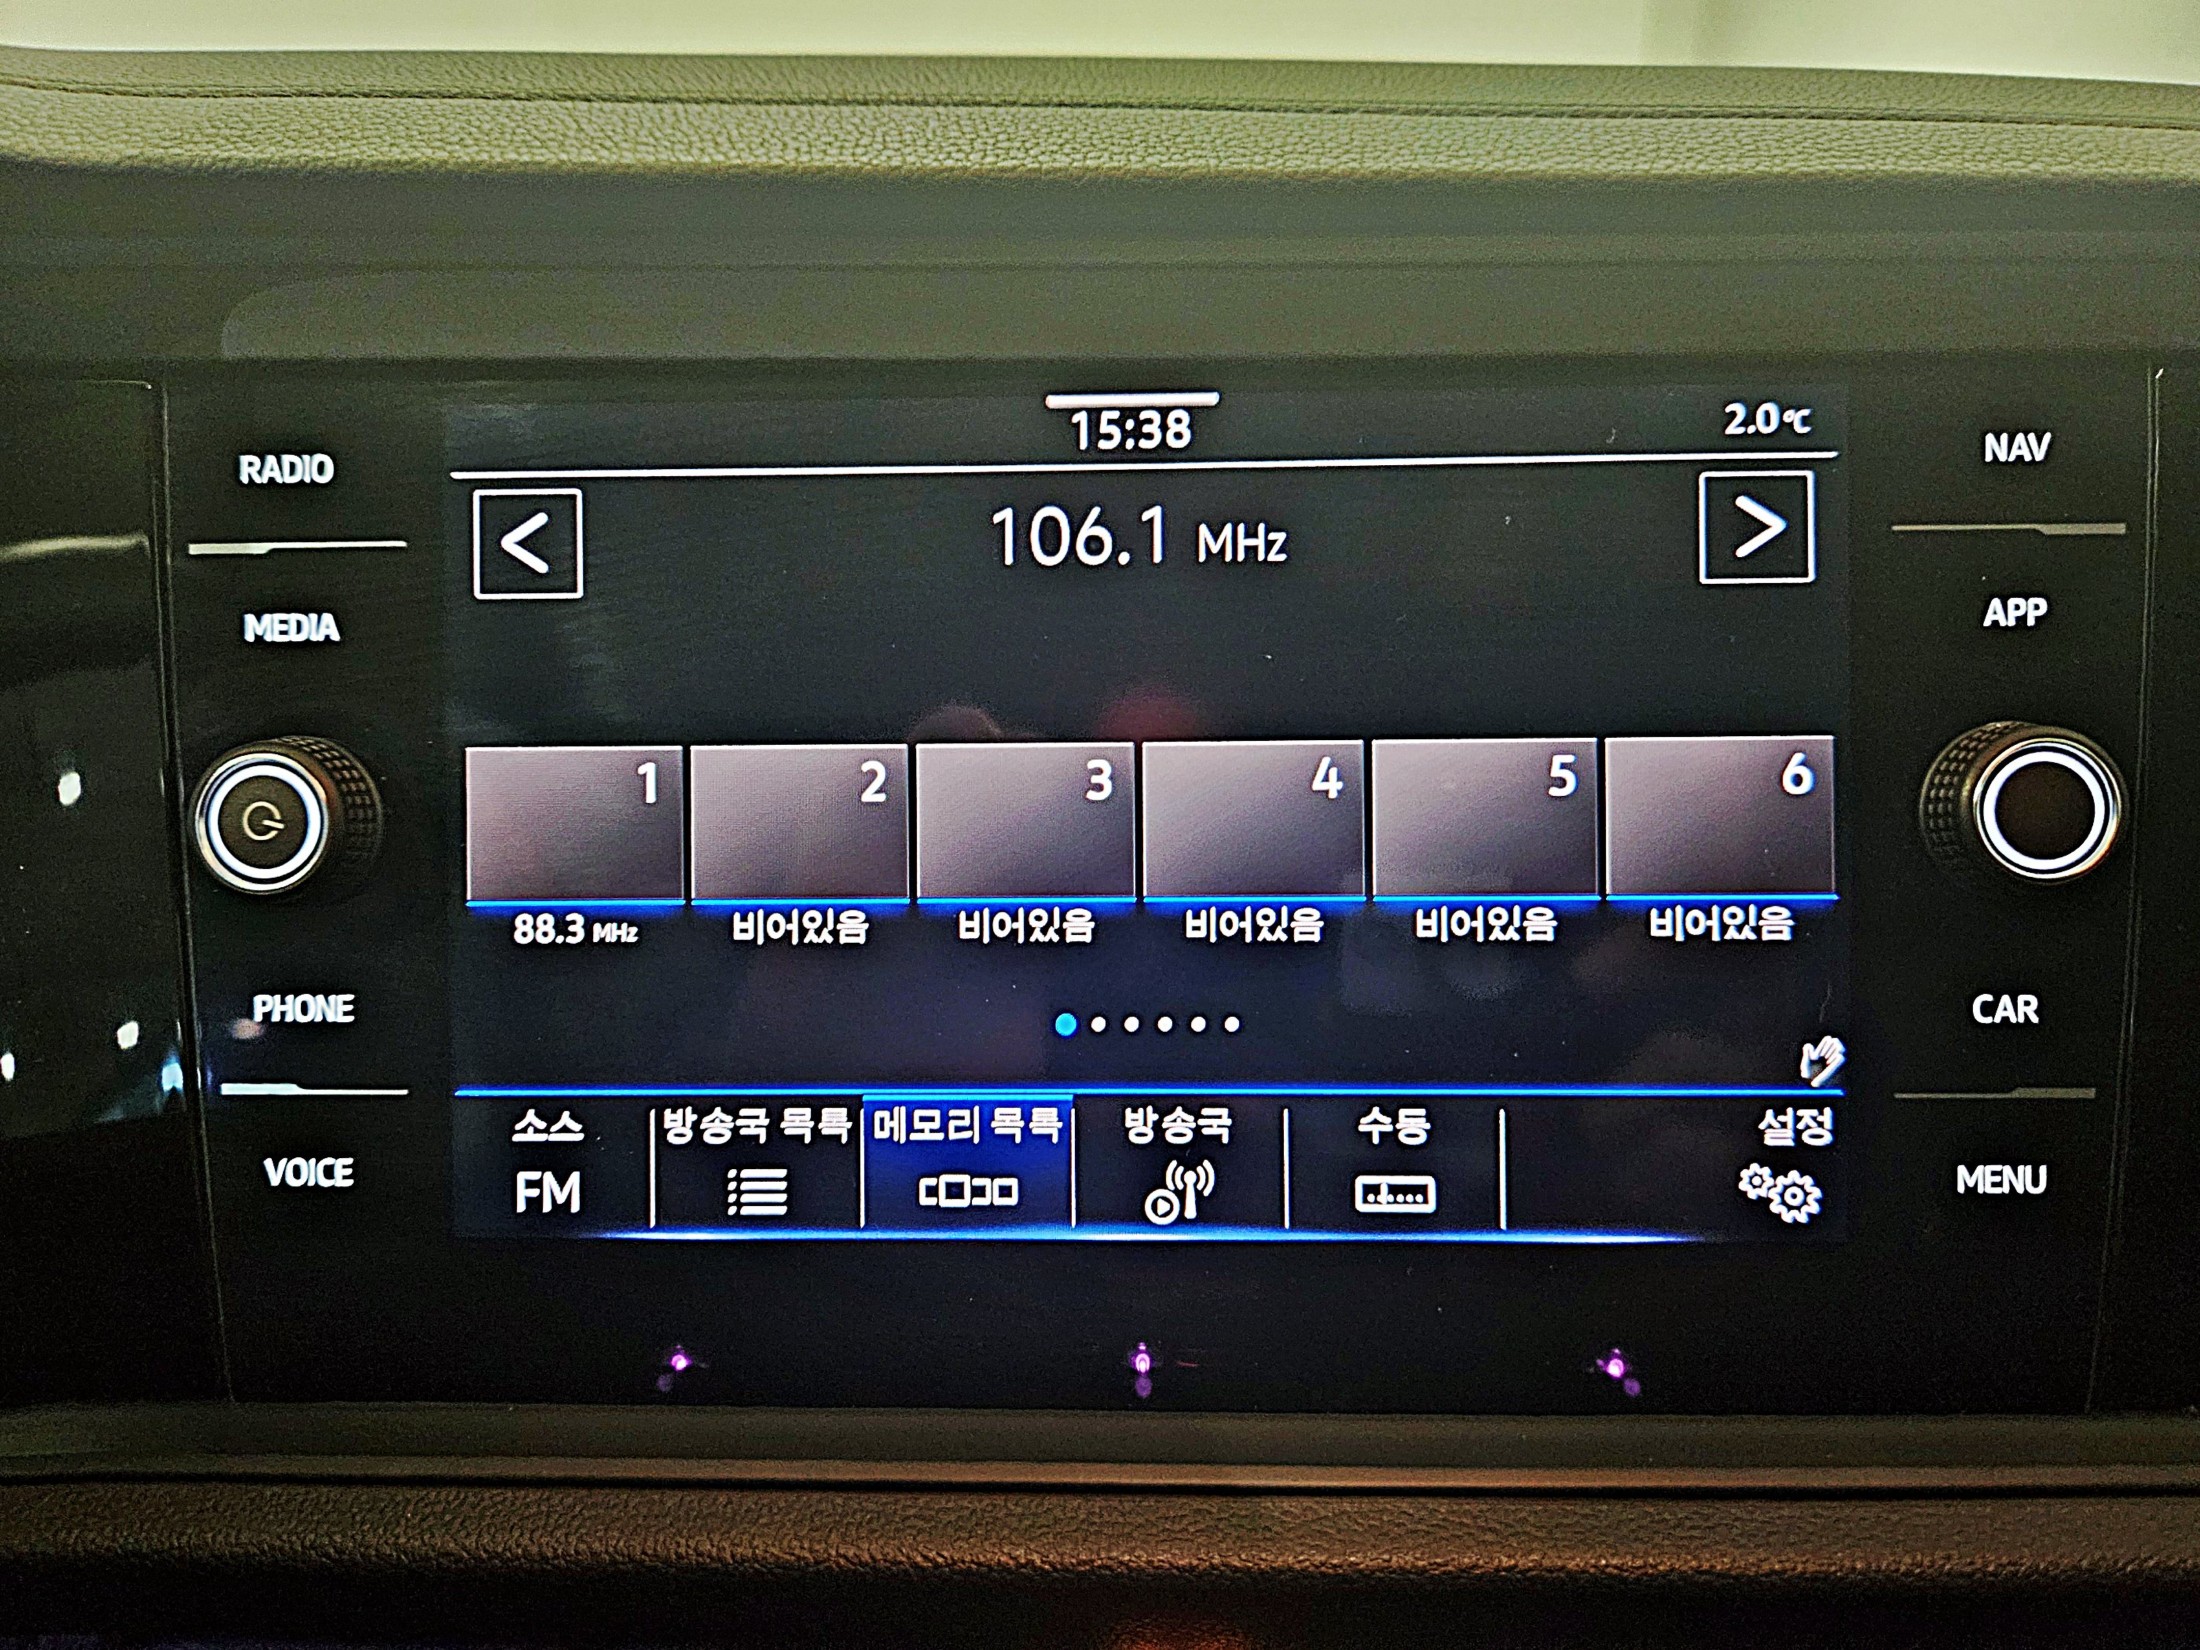 15:38
2.0°C
RADIO
NAV
< 106.1 MHz >
MEDIA
APP
1 2 3 4 5 6
88.3 MHz 비어있음 비어있음 비어있음 비어있음 비어있음
PHONE
CAR
소스 방송국 목록 메모리 목록 방송국 수동 설정
FM
VOICE
MENU